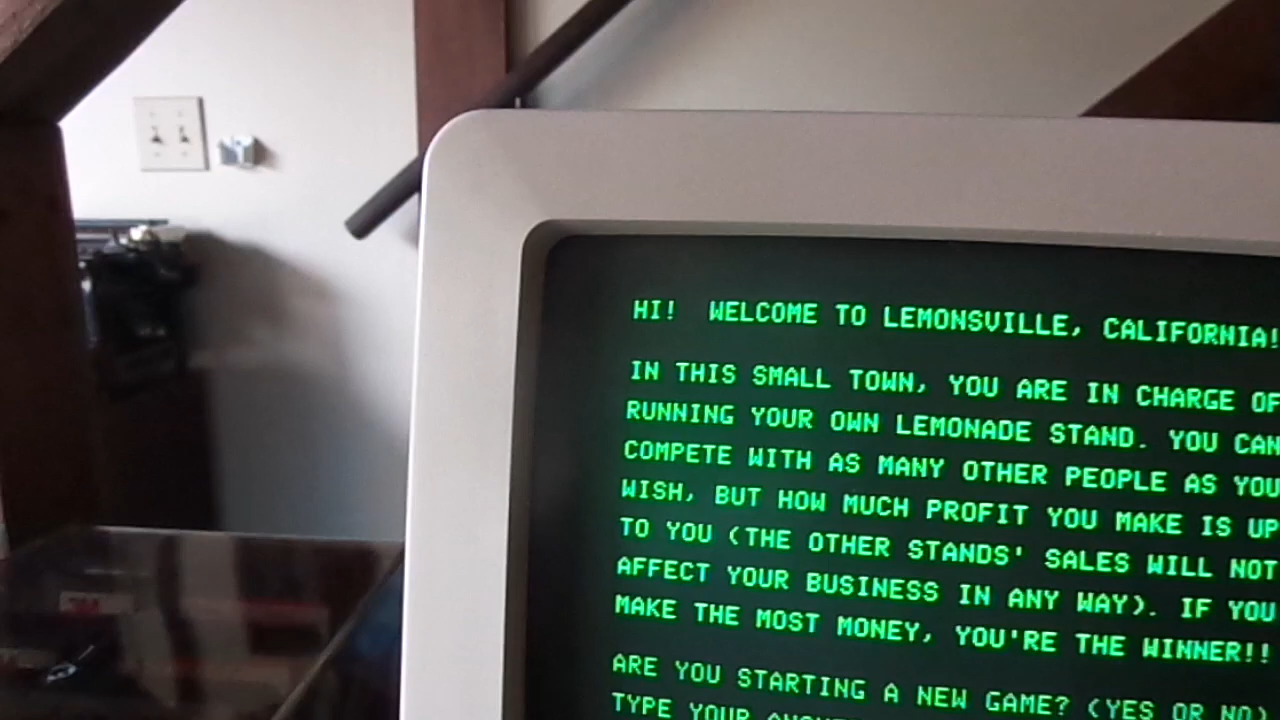 HI!  WELCOME TO LEMONSVILLE, CALIFORNIA!
IN THIS SMALL TOWN, YOU ARE IN CHARGE OF
RUNNING YOUR OWN LEMONADE STAND. YOU CAN
COMPETE WITH AS MANY OTHER PEOPLE AS YOU
WISH, BUT HOW MUCH PROFIT YOU MAKE IS UP
TO YOU (THE OTHER STANDS' SALES WILL NOT
AFFECT YOUR BUSINESS IN ANY WAY). IF YOU
MAKE THE MOST MONEY, YOU'RE THE WINNER!!
ARE YOU STARTING A NEW GAME? (YES OR NO)
TYPE YOUR